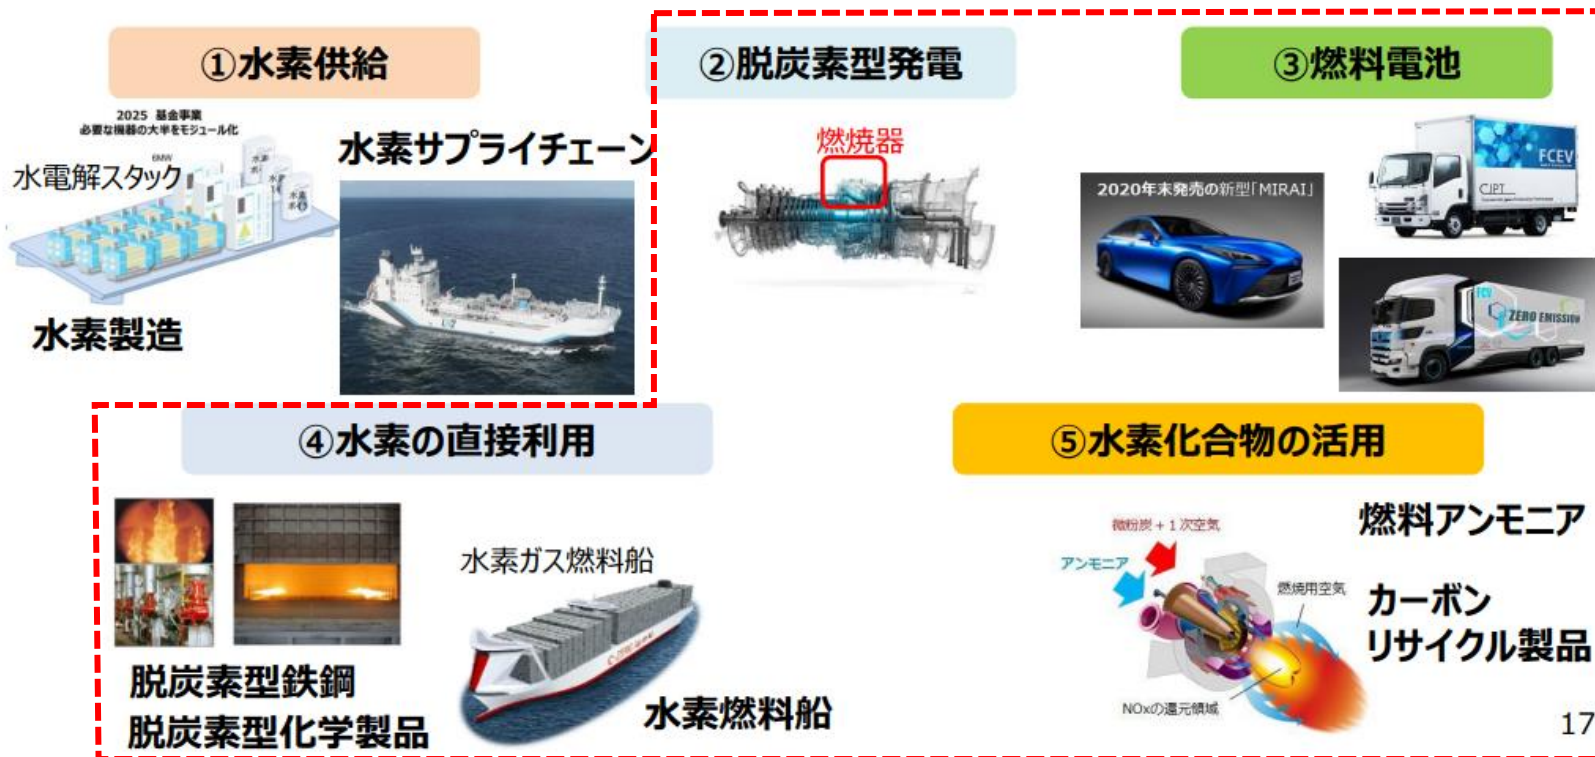 ①水素供給
②脱炭素型発電
③燃料電池
2025 基金事業
必要な機器の大半をモジュール化
6MW
水電解スタック
水素サプライチェーン
水素製造
燃焼器
2020年末発売の新型「MIRAI」
FCEV
CJPT
FCV
ZERO EMISSION
④水素の直接利用
⑤水素化合物の活用
水素ガス燃料船
脱炭素型鉄鋼
脱炭素型化学製品
水素燃料船
微粉炭+1次空気
アンモニア
燃焼用空気
NOxの還元領域
燃料アンモニア
カーボン
リサイクル製品
17